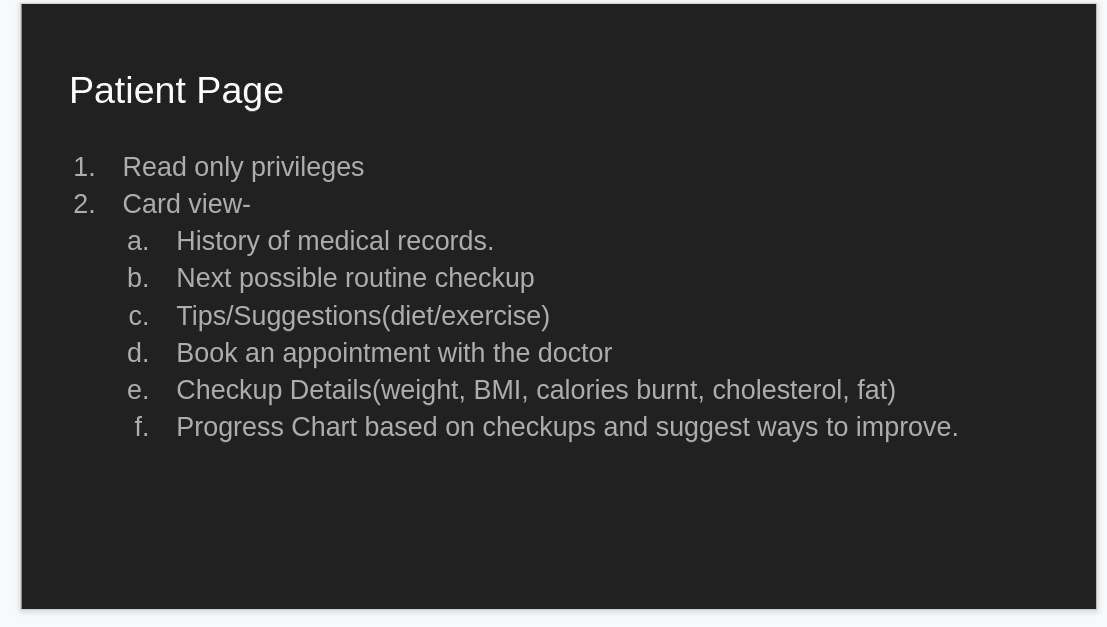 Patient Page
1. Read only privileges
2. Card view-
a. History of medical records.
b. Next possible routine checkup
c. Tips/Suggestions(diet/exercise)
d. Book an appointment with the doctor
e. Checkup Details(weight, BMI, calories burnt, cholesterol, fat)
f. Progress Chart based on checkups and suggest ways to improve.